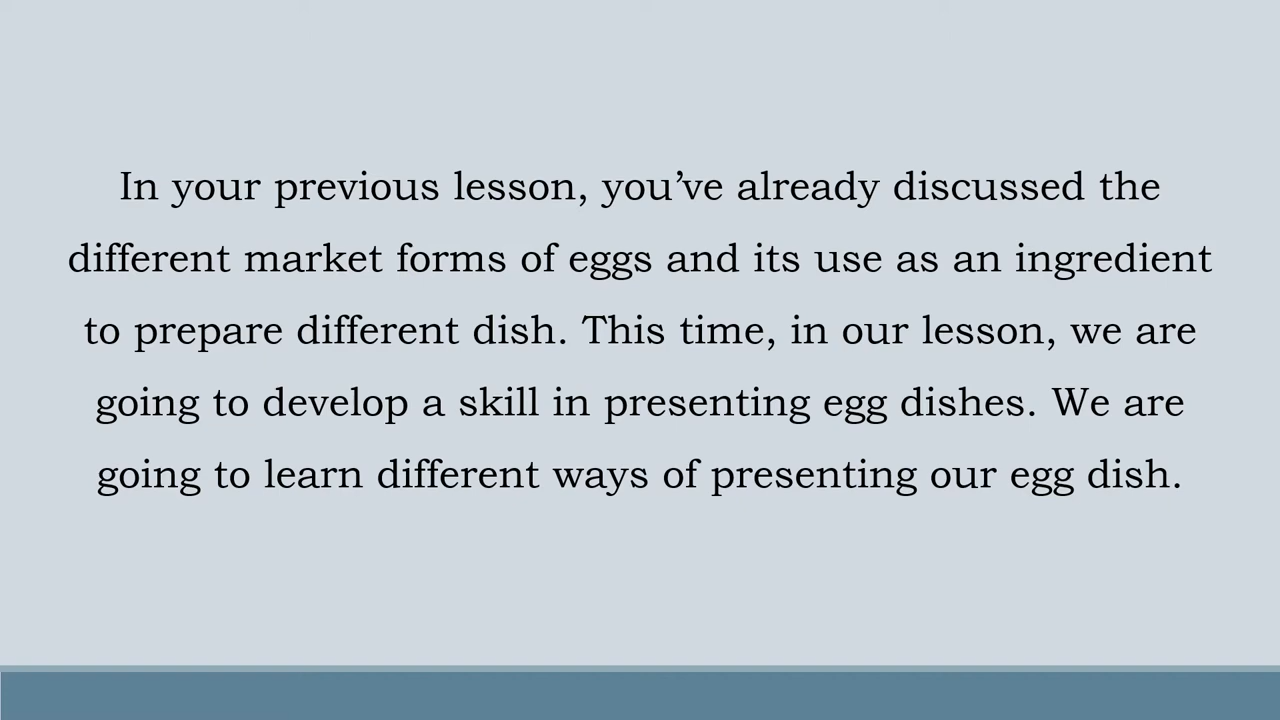 In your previous lesson, you’ve already discussed the
different market forms of eggs and its use as an ingredient
to prepare different dish. This time, in our lesson, we are
going to develop a skill in presenting egg dishes. We are
going to learn different ways of presenting our egg dish.